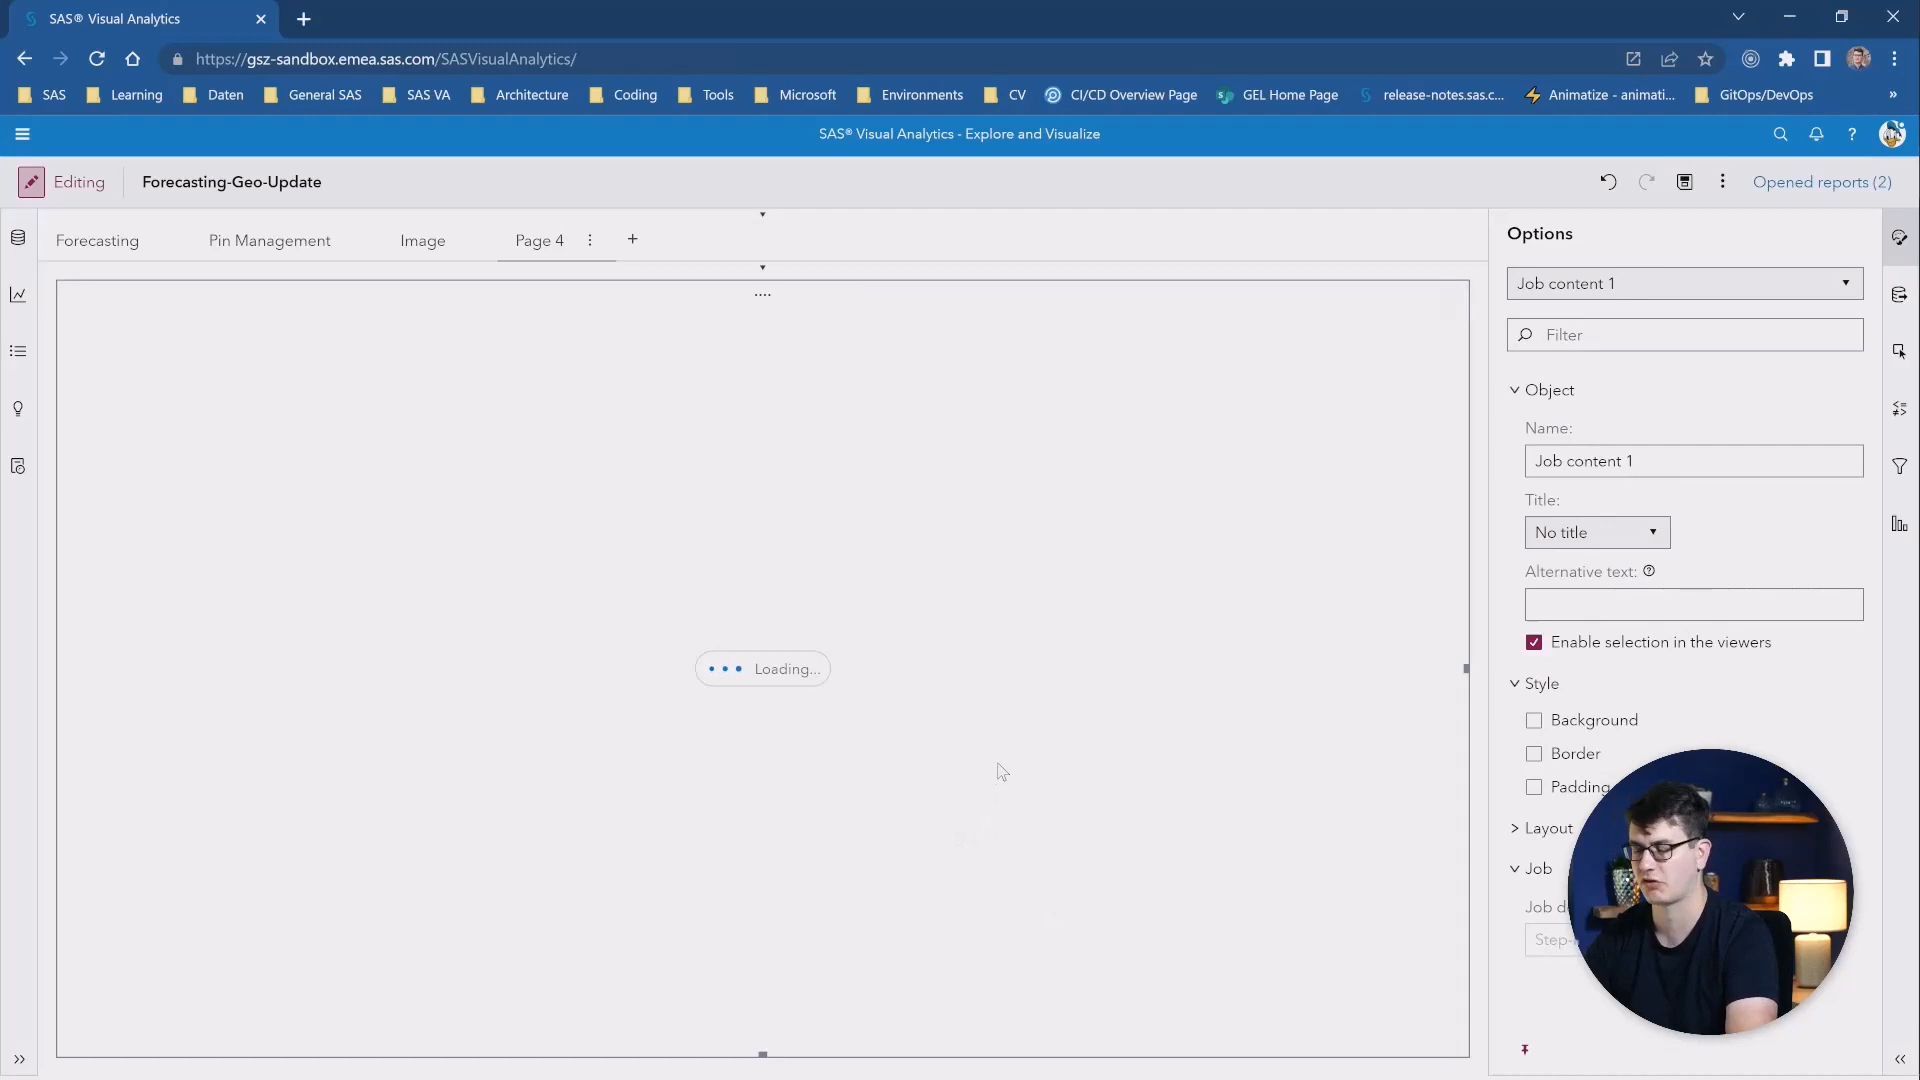 SAS® Visual Analytics
https://gsz-sandbox.emea.sas.com/SASVisualAnalytics/
SAS Learning Daten General SAS SAS VA Architecture Coding Tools Microsoft Environments CV CI/CD Overview Page GEL Home Page release-notes.sas.c... Animatize - animati... GitOps/DevOps »
SAS® Visual Analytics - Explore and Visualize
Editing Forecasting-Geo-Update Opened reports (2)
Forecasting Pin Management Image Page 4
Options
Job content 1
Filter
Object
Name:
Job content 1
Title:
No title
Alternative text:
Enable selection in the viewers
Loading...
Style
Background
Border
Padding
Layout
Job
Job d
Step-